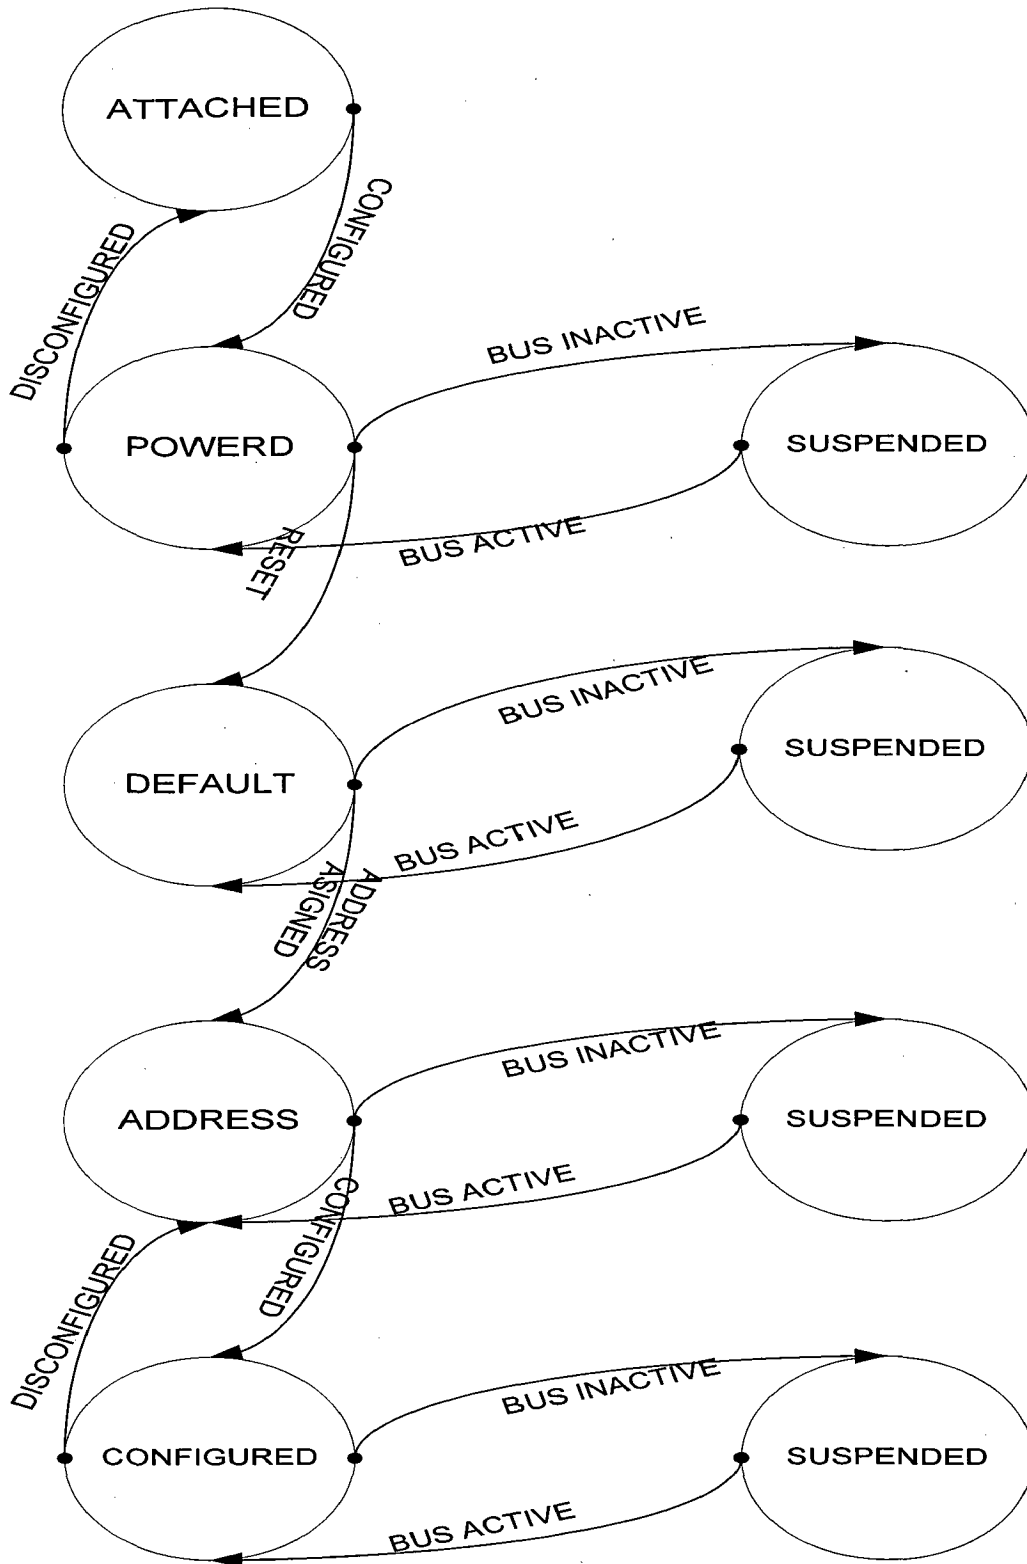 ATTACHED
CONFIGURED
DISCONFIGURED
BUS INACTIVE
POWERD
SUSPENDED
BUS ACTIVE
RESET
BUS INACTIVE
DEFAULT
SUSPENDED
BUS ACTIVE
ADDRESS
ASIGNED
BUS INACTIVE
ADDRESS
SUSPENDED
BUS ACTIVE
CONFIGURED
DISCONFIGURED
BUS INACTIVE
CONFIGURED
SUSPENDED
BUS ACTIVE